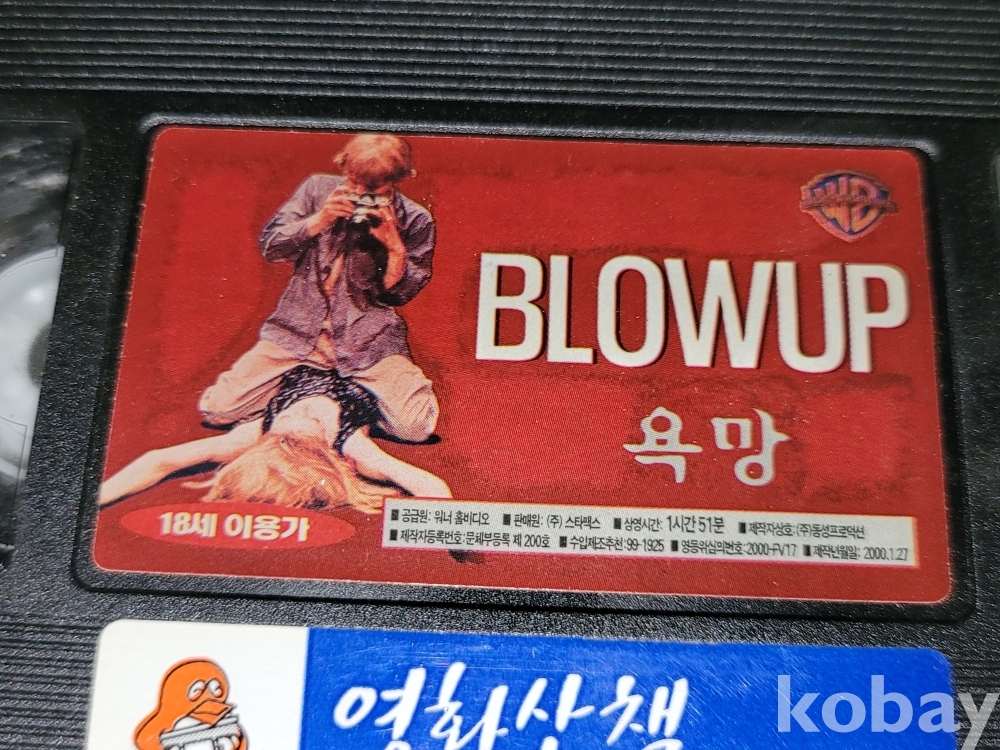 WB
BLOWUP
욕망
18세 이용가
■ 공급원: 워너 홈비디오 ■ 판매원: (주) 스타맥스 ■ 상영시간: 1시간 51분 ■ 제작자상호: (주)동성프로덕션
■ 제작자등록번호: 문체부등록 제 200호 ■ 수입제조추천: 99-1925 ■ 영등위심의번호: 2000-FV17 ■ 제작년월일: 2000.1.27
영화산책
kobay